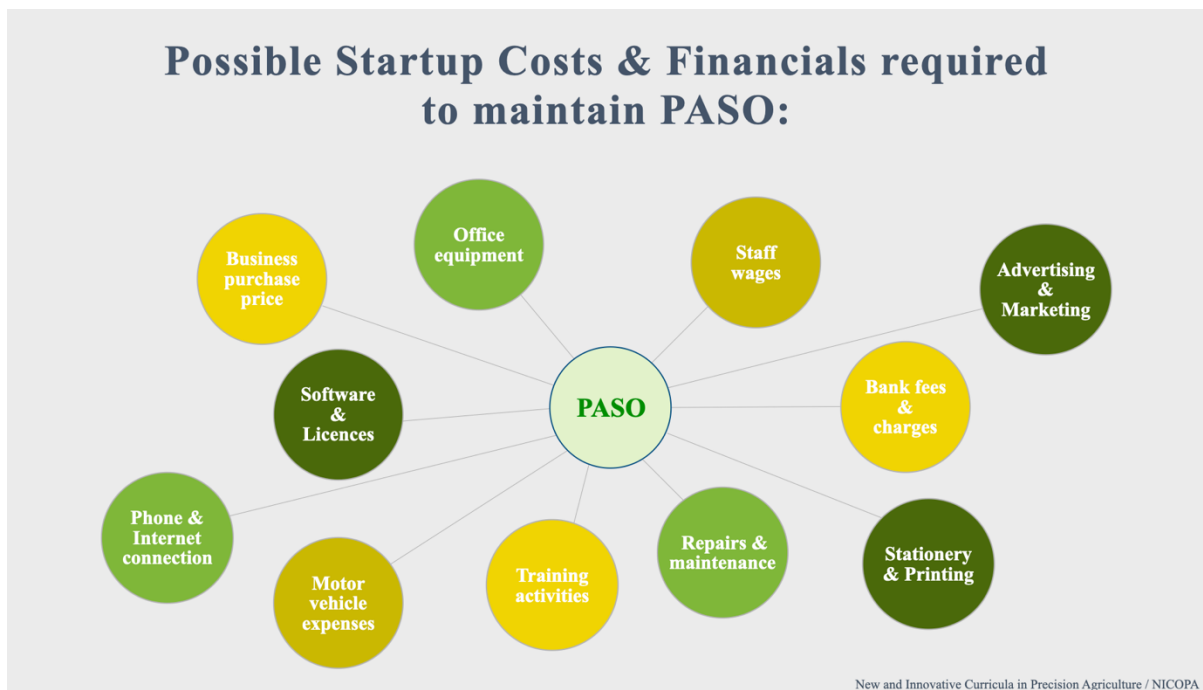 Possible Startup Costs & Financials required
to maintain PASO:
Business
purchase
price
Office
equipment
Staff
wages
Advertising
&
Marketing
Software
&
Licences
PASO
Bank fees
&
charges
Phone &
Internet
connection
Motor
vehicle
expenses
Training
activities
Repairs &
maintenance
Stationery
& Printing
New and Innovative Curricula in Precision Agriculture / NICOPA